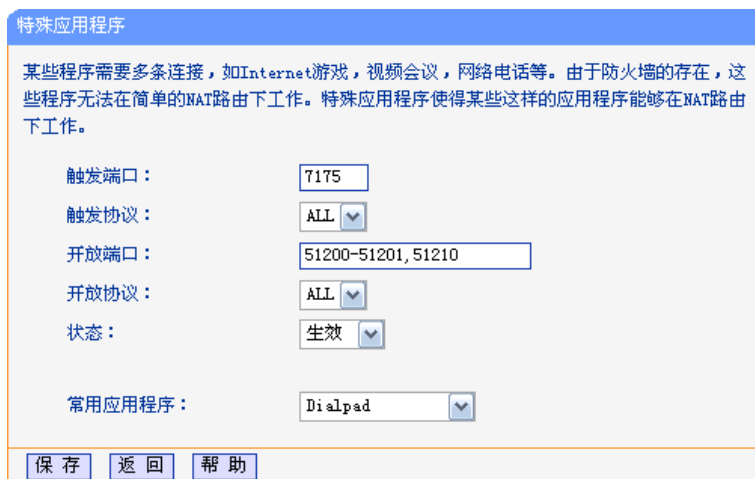 特殊应用程序
某些程序需要多条连接，如Internet游戏，视频会议，网络电话等。由于防火墙的存在，这
些程序无法在简单的NAT路由下工作。特殊应用程序使得某些这样的应用程序能够在NAT路由
下工作。
触发端口： 7175
触发协议： ALL
开放端口： 51200-51201,51210
开放协议： ALL
状态： 生效
常用应用程序： Dialpad
保 存 返 回 帮 助